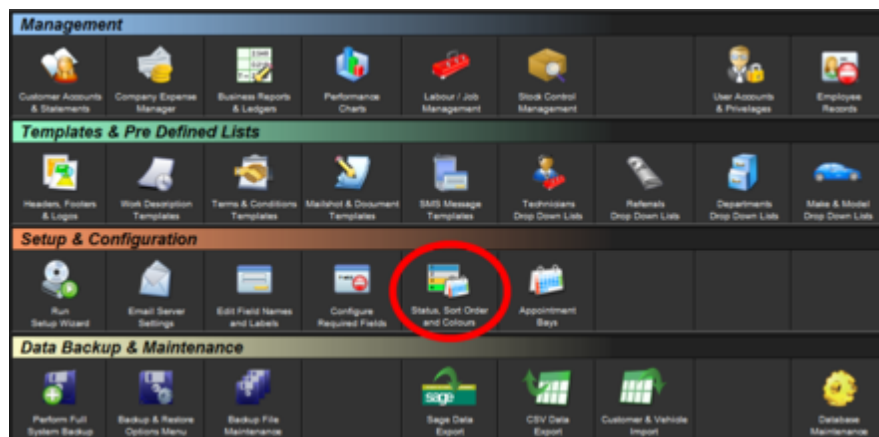 Management
Customer Accounts
& Statements
Company Expense
Manager
Business Reports
& Ledgers
Performance
Charts
Labour / Job
Management
Stock Control
Management
User Accounts
& Privelages
Employee
Records
Templates & Pre Defined Lists
Headers, Footers
& Logos
Work Description
Templates
Terms & Conditions
Templates
Mailshot & Document
Templates
SMS Message
Templates
Technicians
Drop Down Lists
Referrals
Drop Down Lists
Departments
Drop Down Lists
Make & Model
Drop Down Lists
Setup & Configuration
Run
Setup Wizard
Email Server
Settings
Edit Field Names
and Labels
Configure
Required Fields
Status, Sort Order
and Colours
Appointment
Bays
Data Backup & Maintenance
Perform Full
System Backup
Backup & Restore
Options Menu
Backup File
Maintenance
sage
Sage Data
Export
CSV Data
Export
Customer & Vehicle
Import
Database
Maintenance